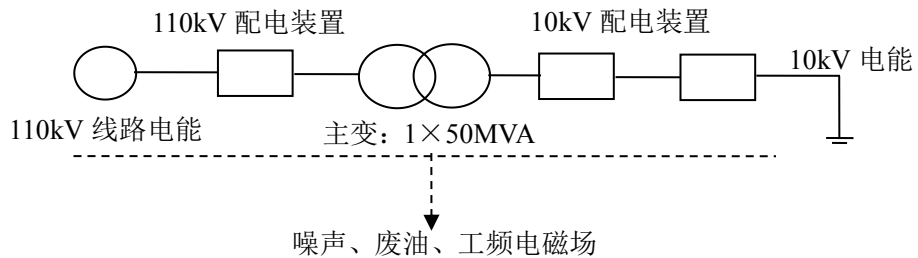 110kV 配电装置
10kV 配电装置
10kV 电能
110kV 线路电能
主变：1×50MVA
噪声、废油、工频电磁场